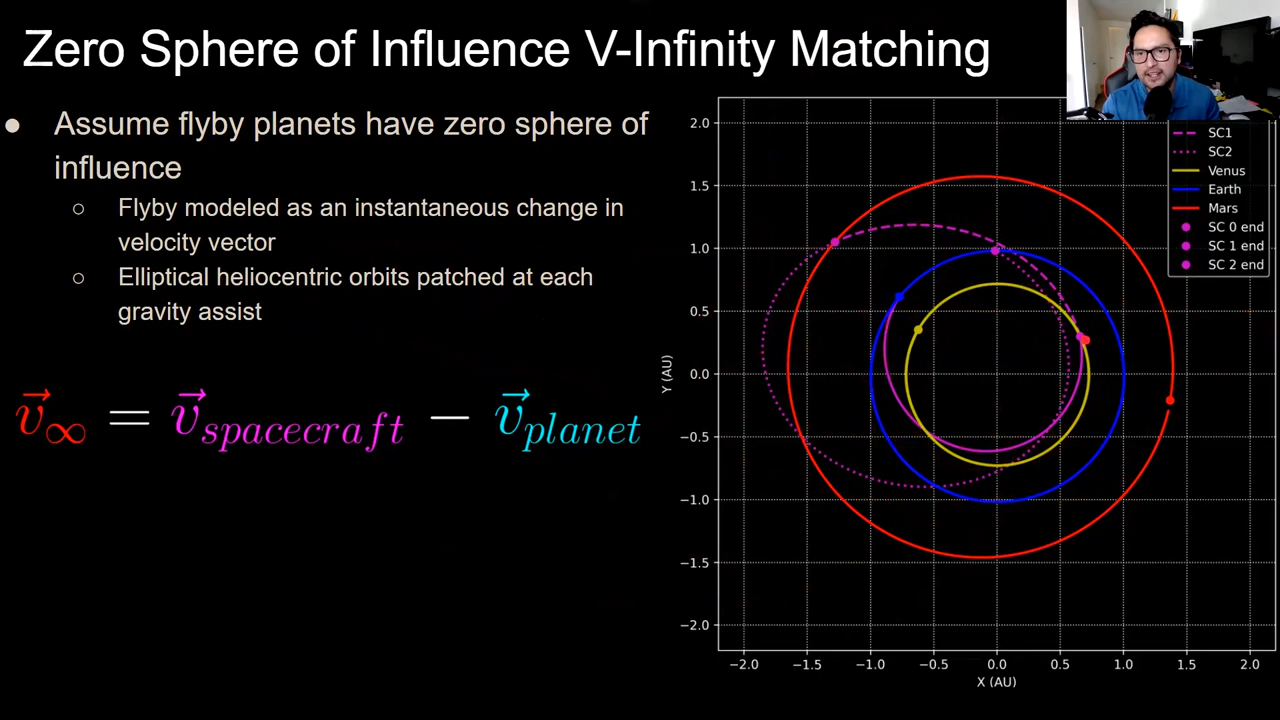 Zero Sphere of Influence V-Infinity Matching
● Assume flyby planets have zero sphere of
influence
○ Flyby modeled as an instantaneous change in
velocity vector
○ Elliptical heliocentric orbits patched at each
gravity assist
v⃗∞ = v⃗spacecraft − v⃗planet
SC1
SC2
Venus
Earth
Mars
SC 0 end
SC 1 end
SC 2 end
2.0
1.5
1.0
0.5
0.0
−0.5
−1.0
−1.5
−2.0
Y (AU)
−2.0 −1.5 −1.0 −0.5 0.0 0.5 1.0 1.5 2.0
X (AU)